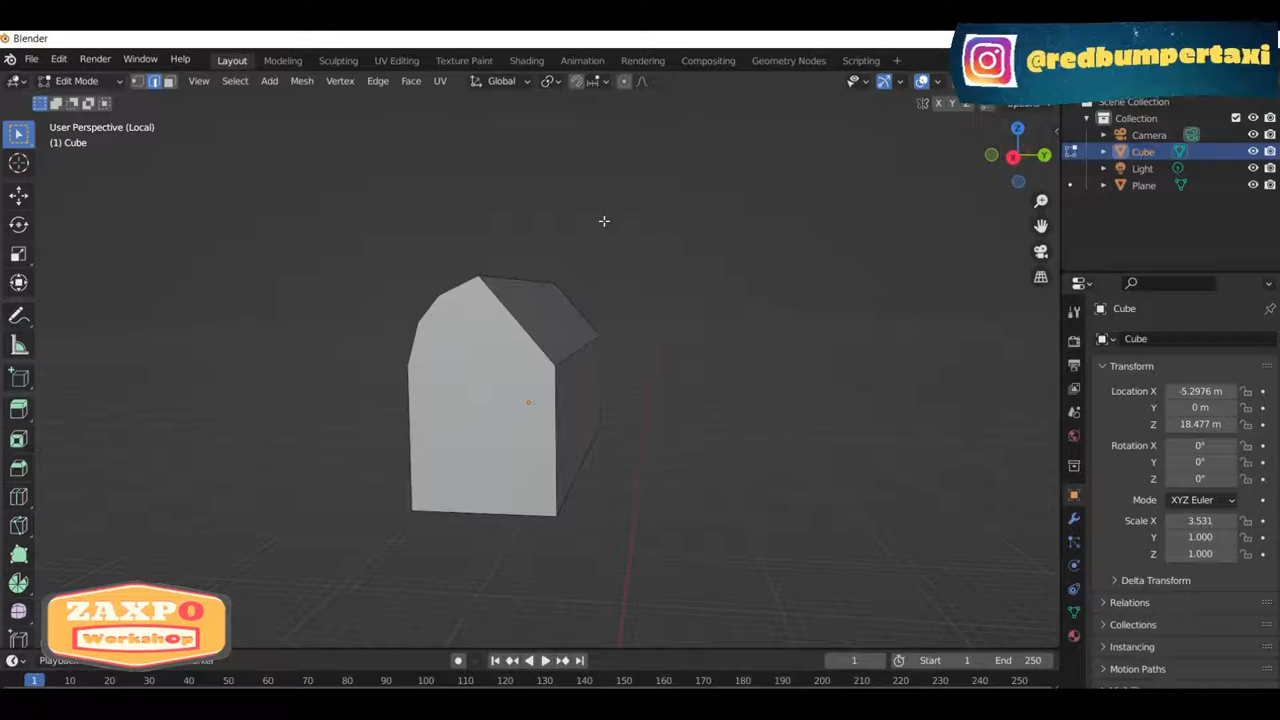 Blender
@redbumpertaxi
File Edit Render Window Help Layout Modeling Sculpting UV Editing Texture Paint Shading Animation Rendering Compositing Geometry Nodes Scripting +
Edit Mode View Select Add Mesh Vertex Edge Face UV Global
X Y Z Options
Scene Collection
Collection
Camera
Cube
Light
Plane
User Perspective (Local)
(1) Cube
Z
Y
X
Cube
Cube
Transform
Location X -5.2976 m
Y 0 m
Z 18.477 m
Rotation X 0°
Y 0°
Z 0°
Mode XYZ Euler
Scale X 3.531
Y 1.000
Z 1.000
Delta Transform
Relations
Collections
Instancing
Motion Paths
ZAXPO
Workshop
Playback
1 Start 1 End 250
1 10 20 30 40 50 60 70 80 90 100 110 120 130 140 150 160 170 180 190 200 210 220 230 240 250